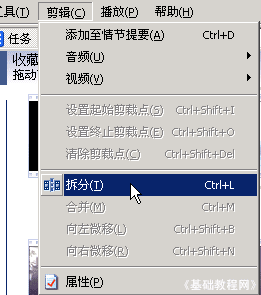 工具(T) 剪辑(C) 播放(P) 帮助(H)
添加至情节提要(A) Ctrl+D
任务
音频(U)
收藏
视频(V)
拖动
设置起始剪裁点(S) Ctrl+Shift+I
设置终止剪裁点(E) Ctrl+Shift+O
清除剪裁点(C) Ctrl+Shift+Del
拆分(T) Ctrl+L
合并(M) Ctrl+M
向左微移(L) Ctrl+Shift+B
向右微移(R) Ctrl+Shift+N
属性(P)
《基础教程网》